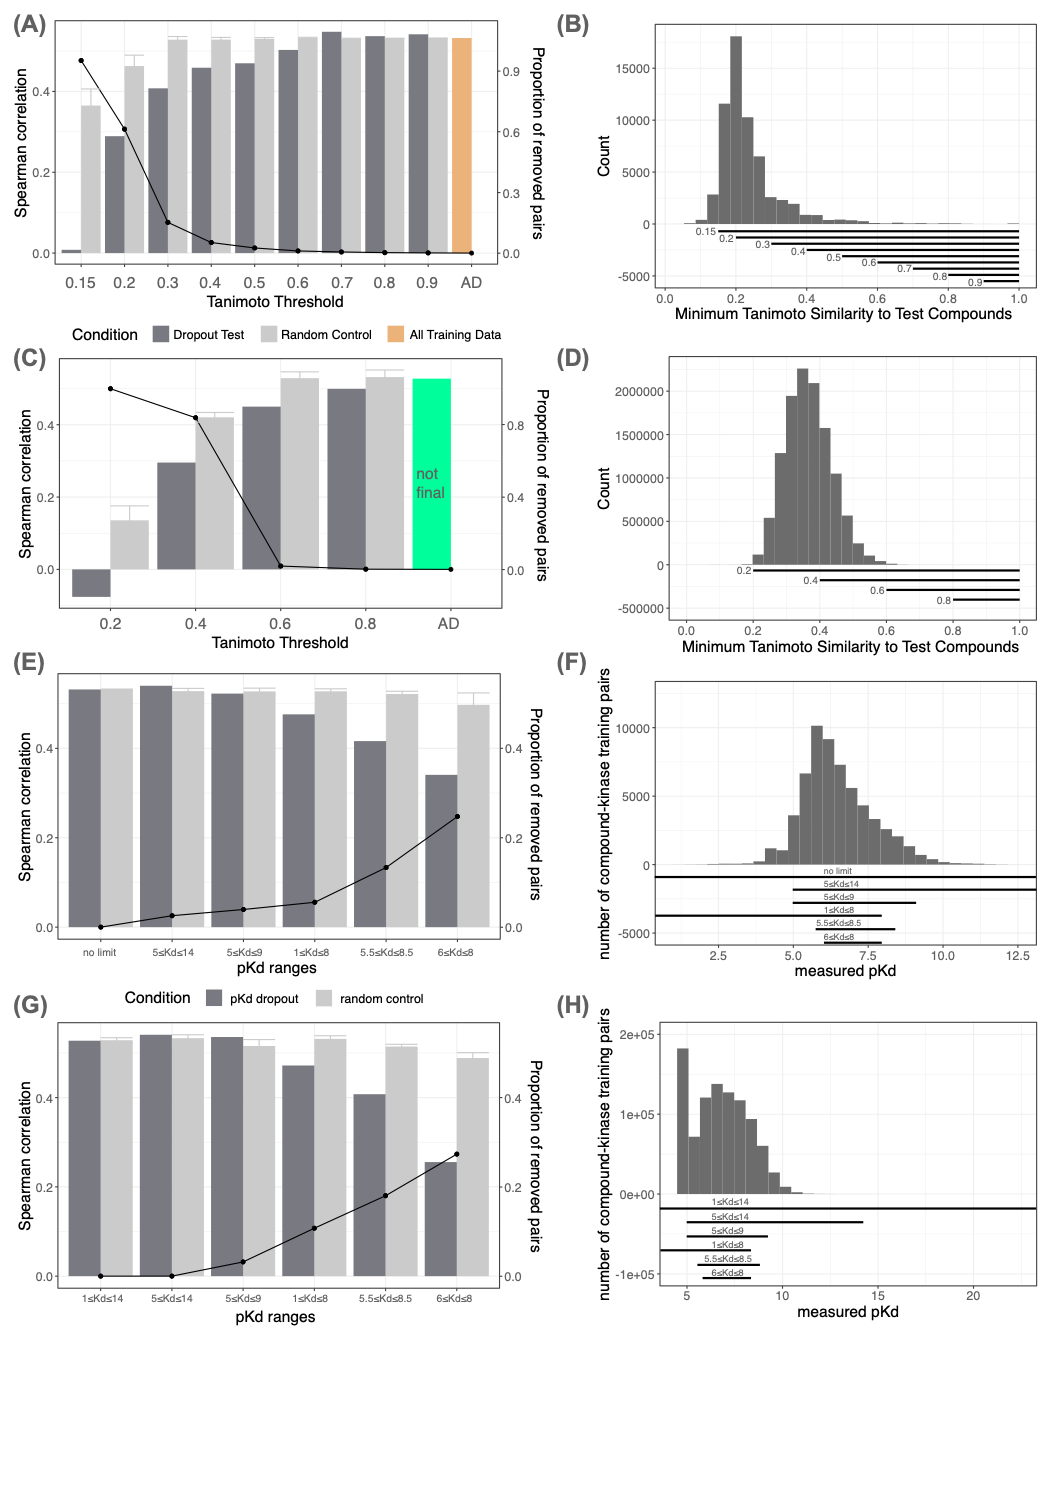 (A)
Spearman correlation
0.4
0.2
0.0
0.9
0.6
0.3
0.0
Proportion of removed pairs
0.15 0.2 0.3 0.4 0.5 0.6 0.7 0.8 0.9 AD
Tanimoto Threshold
(B)
Count
15000
10000
5000
0
-5000
0.15
0.2
0.3
0.4
0.5
0.6
0.7
0.8
0.9
0.0 0.2 0.4 0.6 0.8 1.0
Minimum Tanimoto Similarity to Test Compounds
Condition Dropout Test Random Control All Training Data
(C)
Spearman correlation
0.4
0.2
0.0
not
final
0.8
0.4
0.0
Proportion of removed pairs
0.2 0.4 0.6 0.8 AD
Tanimoto Threshold
(D)
Count
2000000
1500000
1000000
500000
0
-500000
0.2
0.4
0.6
0.8
0.0 0.2 0.4 0.6 0.8 1.0
Minimum Tanimoto Similarity to Test Compounds
(E)
Spearman correlation
0.4
0.2
0.0
0.4
0.2
0.0
Proportion of removed pairs
no limit 5≤Kd≤14 5≤Kd≤9 1≤Kd≤8 5.5≤Kd≤8.5 6≤Kd≤8
pKd ranges
(F)
number of compound-kinase training pairs
10000
5000
0
-5000
no limit
5≤Kd≤14
5≤Kd≤9
1≤Kd≤8
5.5≤Kd≤8.5
6≤Kd≤8
2.5 5.0 7.5 10.0 12.5
measured pKd
Condition pKd dropout random control
(G)
Spearman correlation
0.4
0.2
0.0
0.4
0.2
0.0
Proportion of removed pairs
1≤Kd≤14 5≤Kd≤14 5≤Kd≤9 1≤Kd≤8 5.5≤Kd≤8.5 6≤Kd≤8
pKd ranges
(H)
number of compound-kinase training pairs
2e+05
1e+05
0e+00
-1e+05
1≤Kd≤14
5≤Kd≤14
5≤Kd≤9
1≤Kd≤8
5.5≤Kd≤8.5
6≤Kd≤8
5 10 15 20
measured pKd